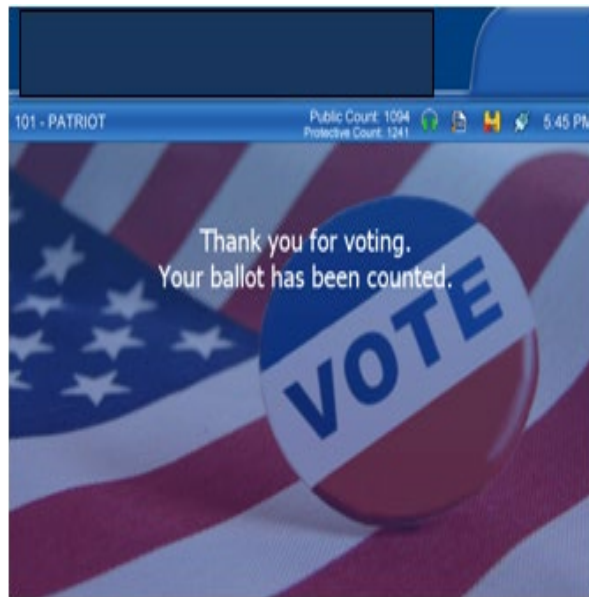 101 - PATRIOT
Public Count: 1094
Protective Count: 1241
5:45 PM
Thank you for voting.
Your ballot has been counted.
VOTE